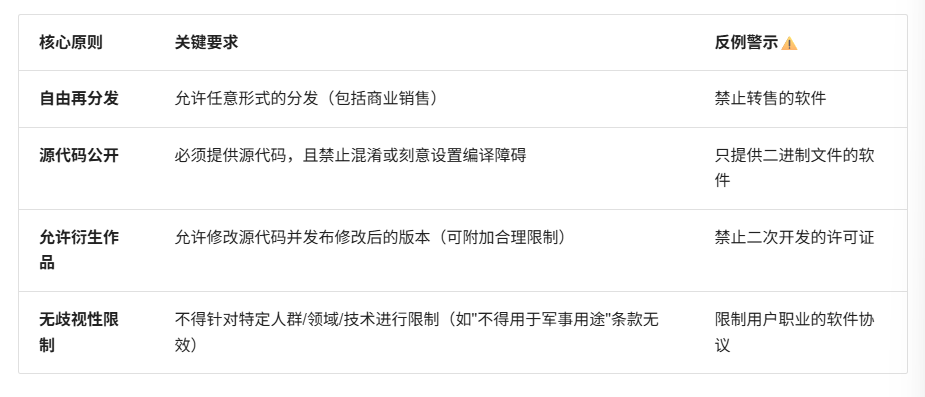 核心原则 关键要求 反例警示⚠️
自由再分发 允许任意形式的分发（包括商业销售） 禁止转售的软件
源代码公开 必须提供源代码，且禁止混淆或刻意设置编译障碍 只提供二进制文件的软
件
允许衍生作 允许修改源代码并发布修改后的版本（可附加合理限制） 禁止二次开发的许可证
品
无歧视性限 不得针对特定人群/领域/技术进行限制（如"不得用于军事用途"条款无 限制用户职业的软件协
制 效） 议